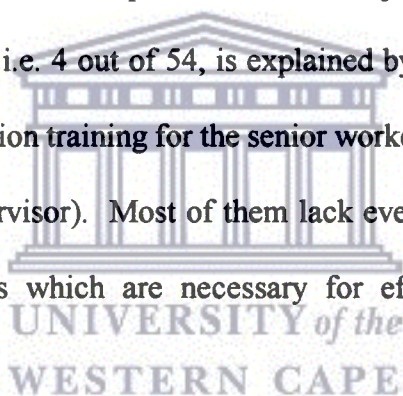 i.e. 4 out of 54, is explained by
ion training for the senior worke
rvisor). Most of them lack eve
s which are necessary for ef
UNIVERSITY of the
WESTERN CAPE